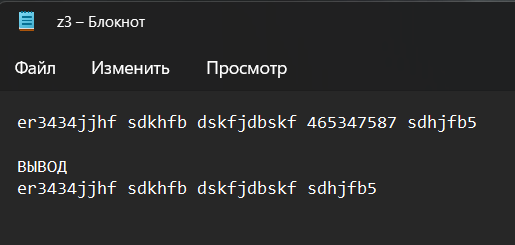 z3 – Блокнот
Файл Изменить Просмотр
er3434jjhf sdkhfb dskfjdbskf 465347587 sdhjfb5
ВЫВОД
er3434jjhf sdkhfb dskfjdbskf sdhjfb5